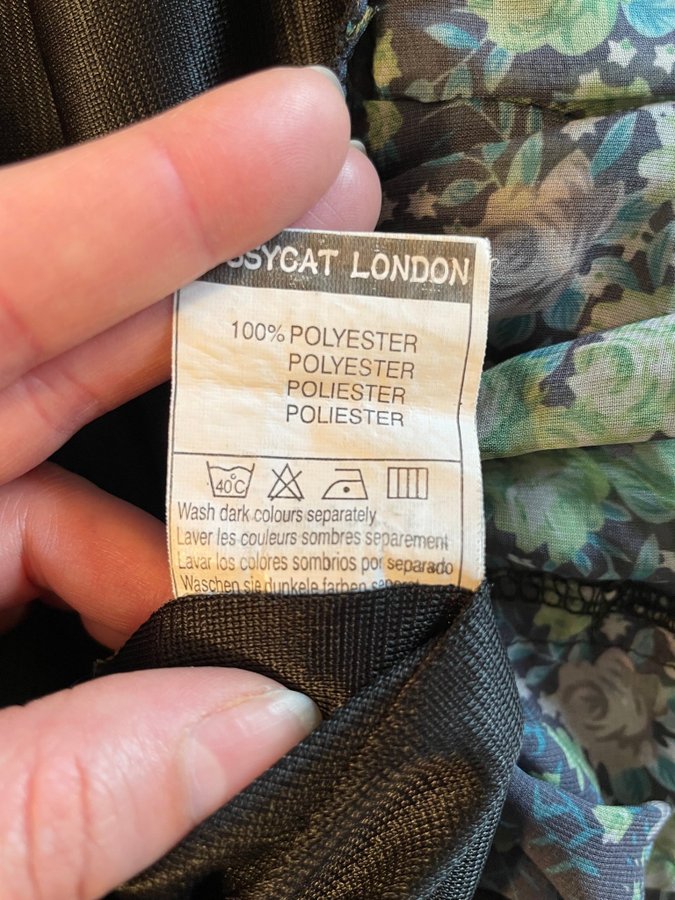 SSYCAT LONDON
100% POLYESTER
POLYESTER
POLIESTER
POLIESTER
40°C
Wash dark colours separately
Laver les couleurs sombres separement
Lavar los colores sombrios por separado
Waschen sie dunkele farben